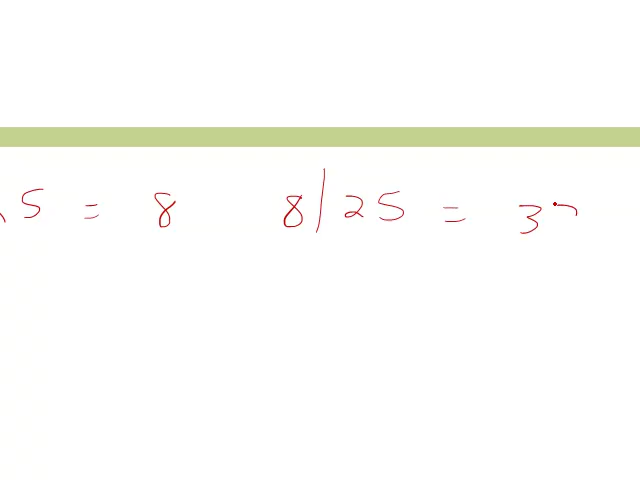 5 = 8 8/25 = 3